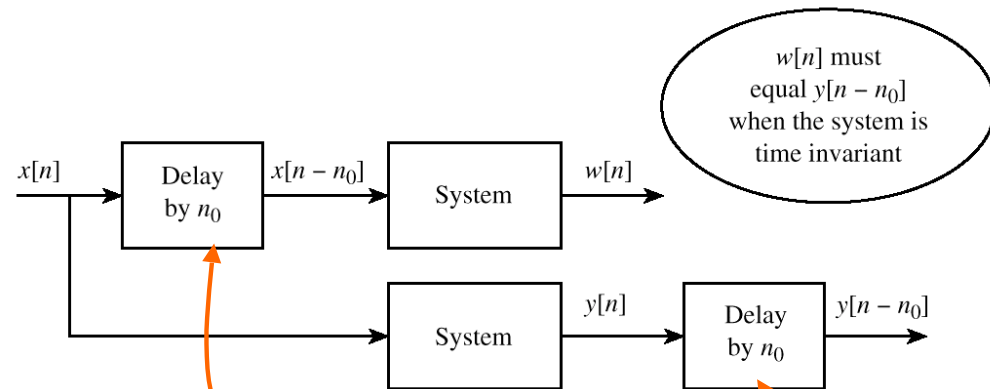 w[n] must
equal y[n − n₀]
when the system is
time invariant
x[n]
Delay
by n₀
x[n − n₀]
System
w[n]
System
y[n]
Delay
by n₀
y[n − n₀]